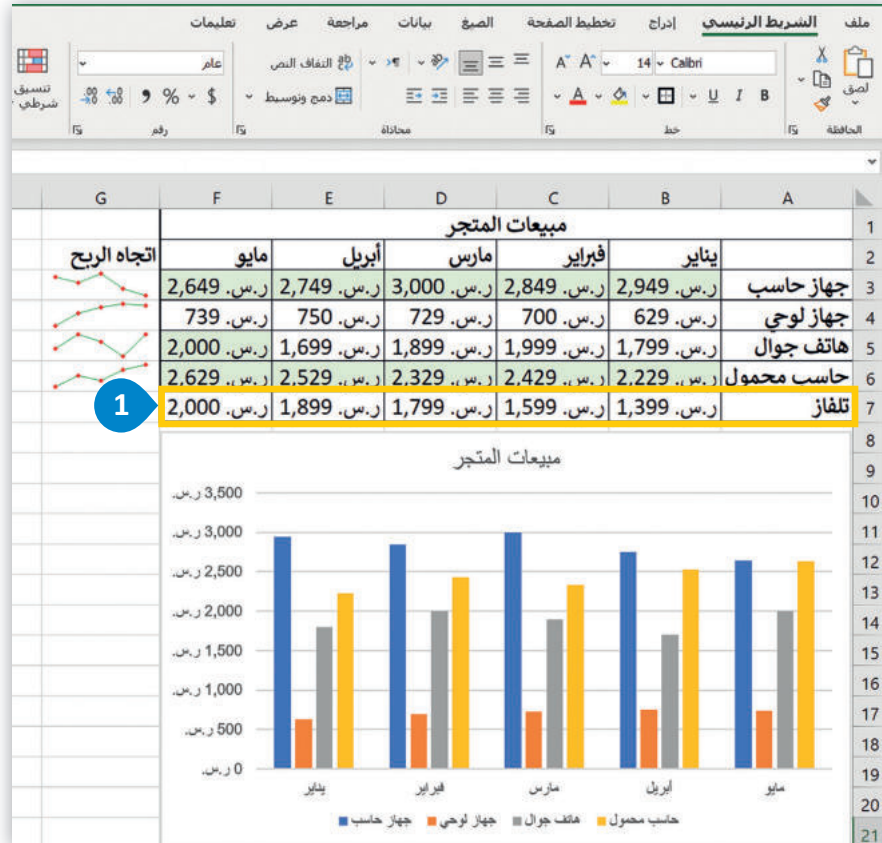 ملف الشريط الرئيسي إدراج تخطيط الصفحة الصيغ بيانات مراجعة عرض تعليمات
لصق Calibri 14 A^ A˅ التفاف النص عام
B I U A دمج وتوسيط $ % تنسيق شرطي
الحافظة خط محاذاة رقم
A B C D E F G
1 مبيعات المتجر
2 يناير فبراير مارس أبريل مايو اتجاه الربح
3 جهاز حاسب ر.س. 2,949 ر.س. 2,849 ر.س. 3,000 ر.س. 2,749 ر.س. 2,649
4 جهاز لوحي ر.س. 629 ر.س. 700 ر.س. 729 ر.س. 750 ر.س. 739
5 هاتف جوال ر.س. 1,799 ر.س. 1,999 ر.س. 1,899 ر.س. 1,699 ر.س. 2,000
6 حاسب محمول ر.س. 2,229 ر.س. 2,429 ر.س. 2,329 ر.س. 2,529 ر.س. 2,629
7 تلفاز ر.س. 1,399 ر.س. 1,599 ر.س. 1,799 ر.س. 1,899 ر.س. 2,000 1
8
مبيعات المتجر
9
3,500 ر.س.
10
3,000 ر.س.
11
2,500 ر.س.
12
13
2,000 ر.س.
14
1,500 ر.س.
15
1,000 ر.س.
16
500 ر.س.
17
18
0 ر.س.
19
يناير فبراير مارس أبريل مايو
20
جهاز حاسب جهاز لوحي هاتف جوال حاسب محمول
21